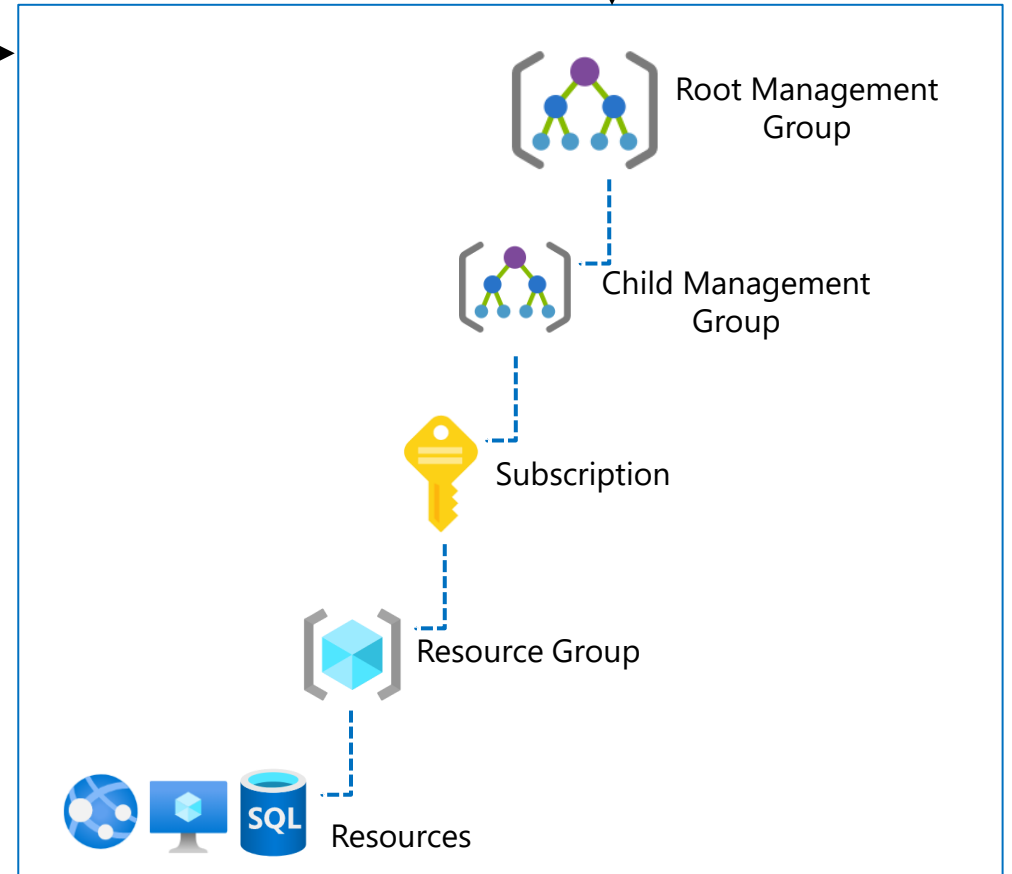 Root Management
Group
Child Management
Group
Subscription
Resource Group
SQL
Resources